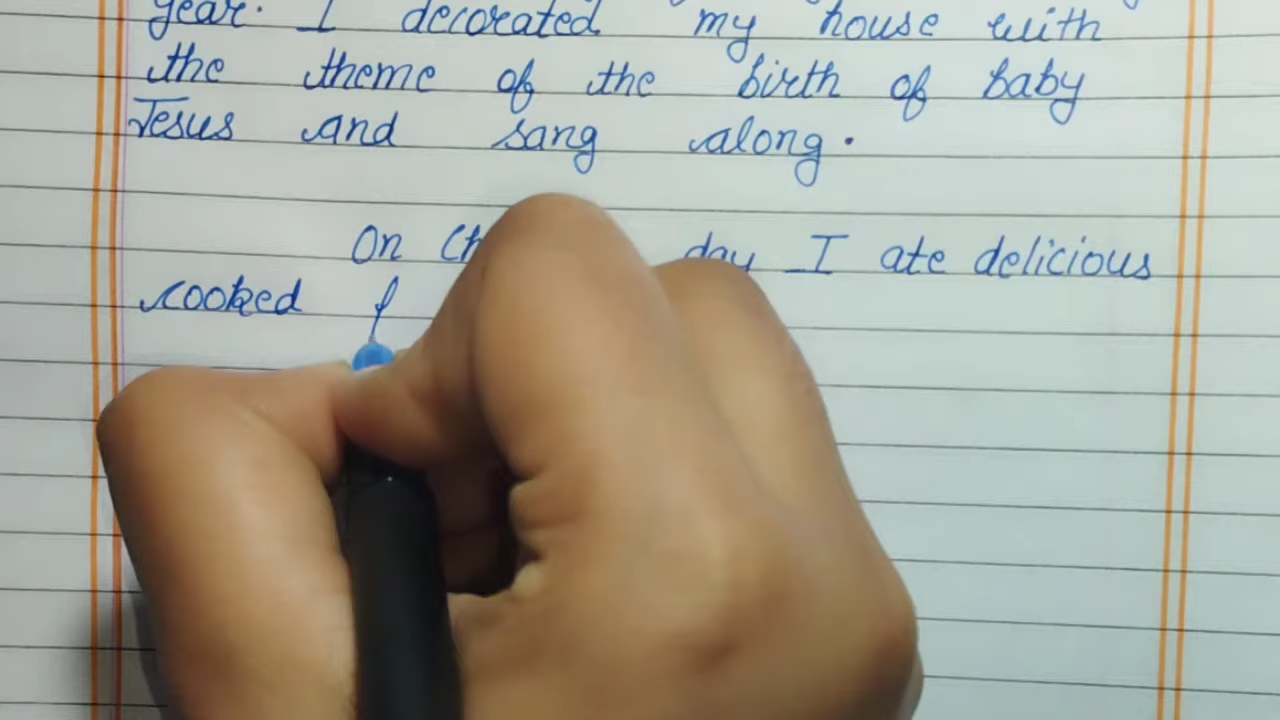 year. I decorated my house with
the theme of the birth of baby
Jesus and sang along.
On day I ate delicious
cooked f